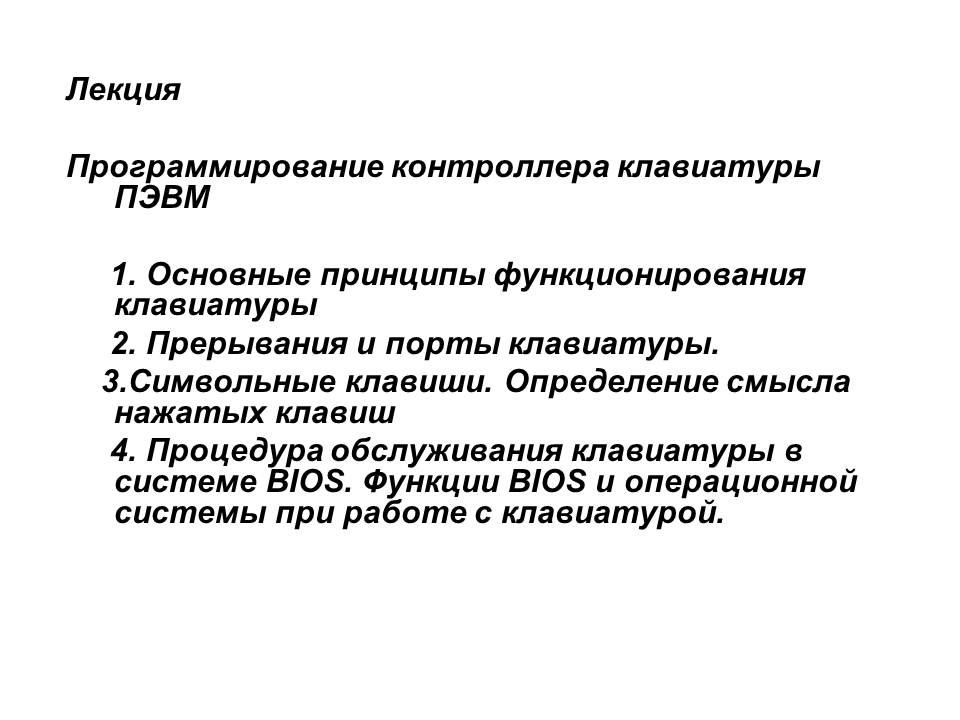 Лекция
Программирование контроллера клавиатуры
ПЭВМ
1. Основные принципы функционирования
клавиатуры
2. Прерывания и порты клавиатуры.
3.Символьные клавиши. Определение смысла
нажатых клавиш
4. Процедура обслуживания клавиатуры в
системе BIOS. Функции BIOS и операционной
системы при работе с клавиатурой.